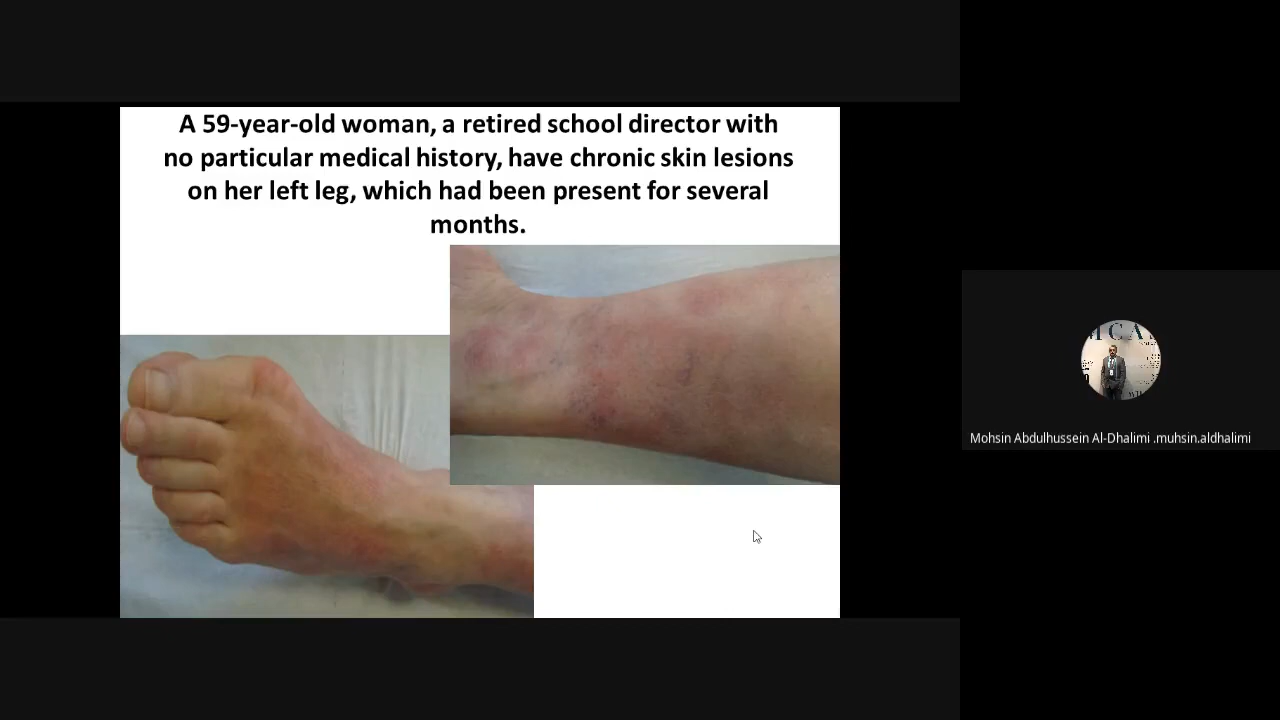 A 59-year-old woman, a retired school director with
no particular medical history, have chronic skin lesions
on her left leg, which had been present for several
months.
Mohsin Abdulhussein Al-Dhalimi .muhsin.aldhalimi